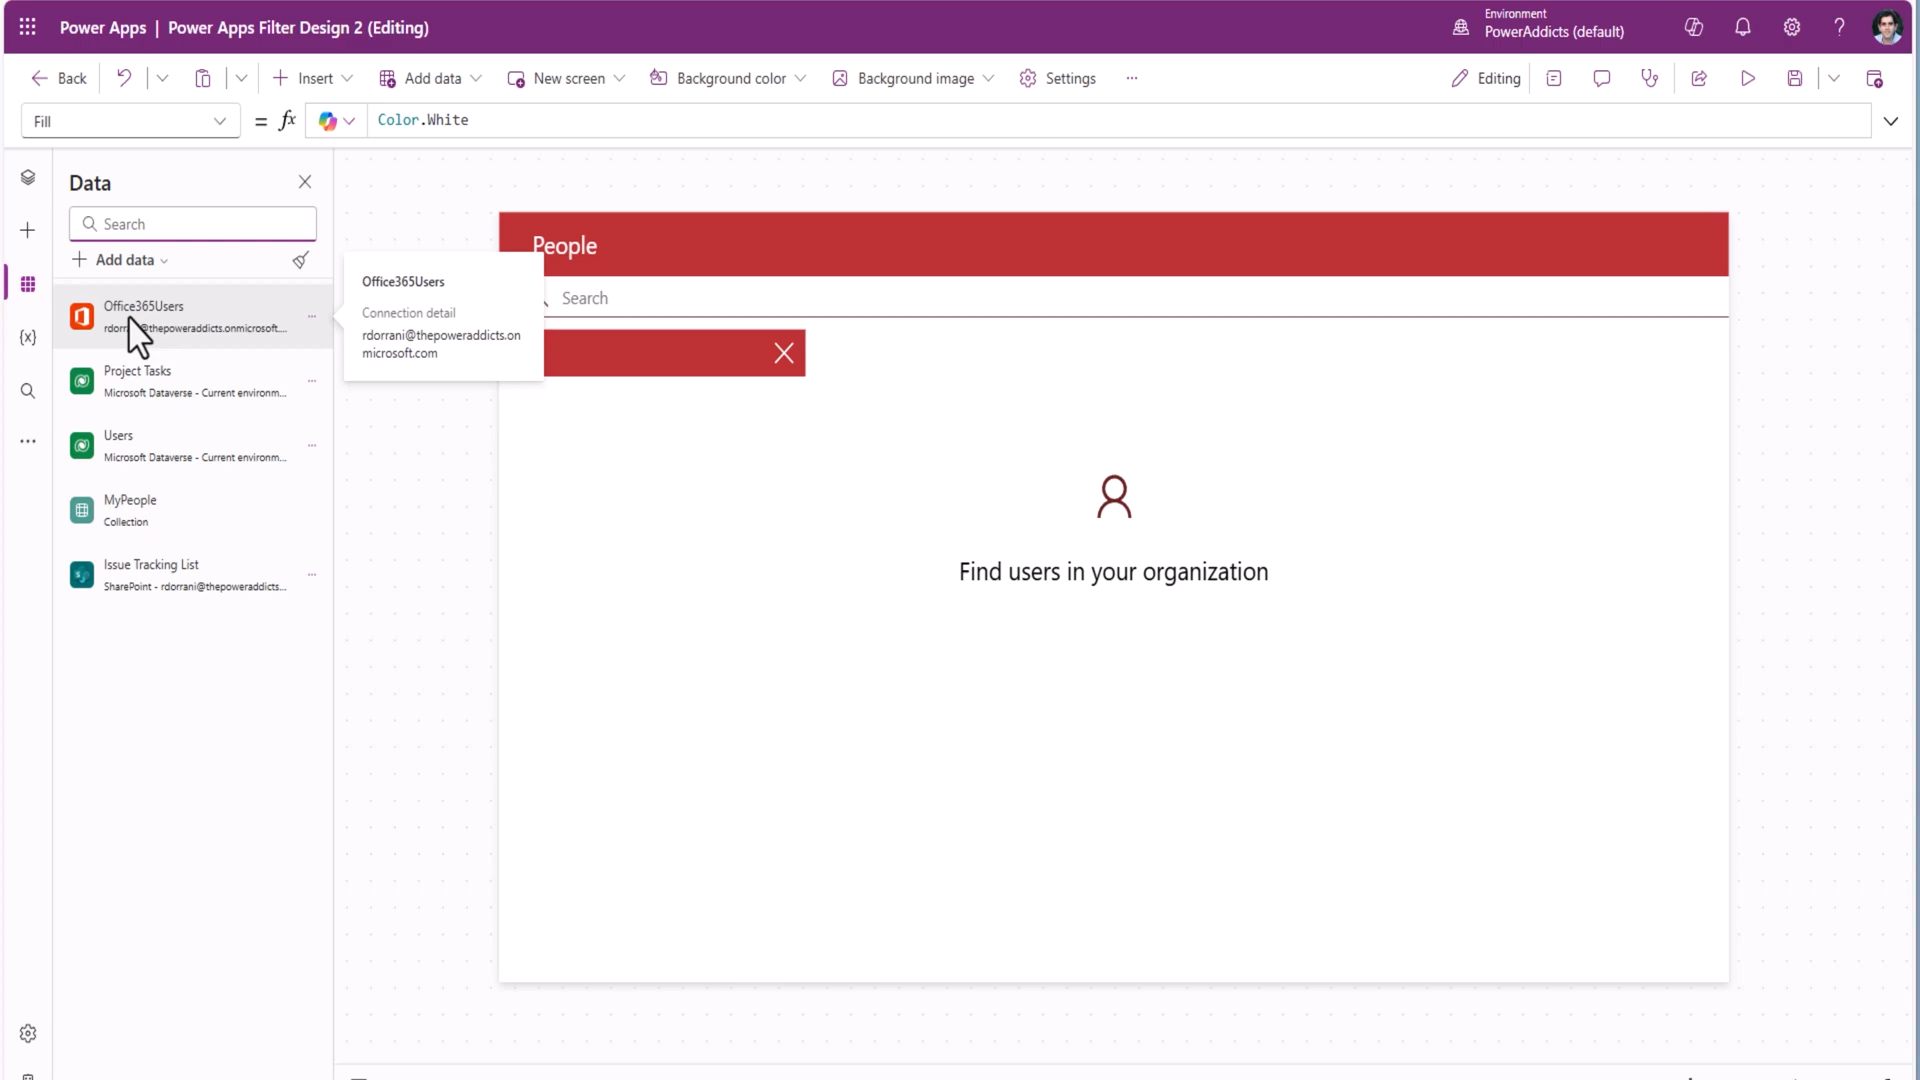 Power Apps | Power Apps Filter Design 2 (Editing)
Environment
PowerAddicts (default)
Back
Insert
Add data
New screen
Background color
Background image
Settings
...
Editing
Fill
= fx
Color.White
Data
Search
Add data
Office365Users
@thepoweraddicts.onmicrosoft....
Project Tasks
Microsoft Dataverse - Current environm...
Users
Microsoft Dataverse - Current environm...
MyPeople
Collection
Issue Tracking List
SharePoint - rdorrani@thepoweraddicts...
Office365Users
Connection detail
rdorrani@thepoweraddicts.on
microsoft.com
People
Search
Find users in your organization